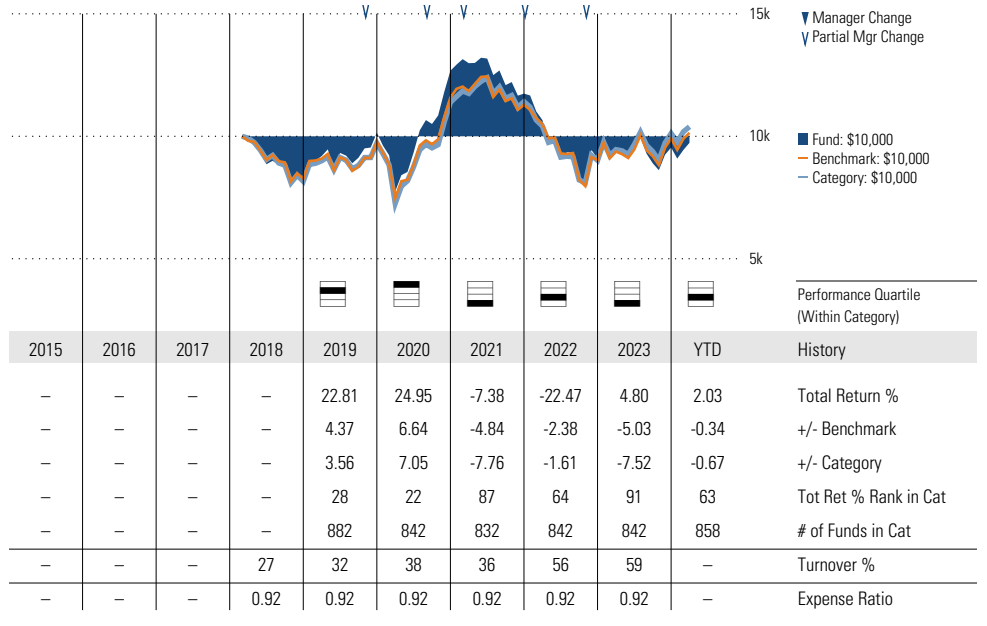 15k
▼ Manager Change
Partial Mgr Change
10k
Fund: $10,000
Benchmark: $10,000
Category: $10,000
5k
Performance Quartile
(Within Category)
2015 2016 2017 2018 2019 2020 2021 2022 2023 YTD History
– – – – 22.81 24.95 -7.38 -22.47 4.80 2.03 Total Return %
– – – – 4.37 6.64 -4.84 -2.38 -5.03 -0.34 +/- Benchmark
– – – – 3.56 7.05 -7.76 -1.61 -7.52 -0.67 +/- Category
– – – – 28 22 87 64 91 63 Tot Ret % Rank in Cat
– – – – 882 842 832 842 842 858 # of Funds in Cat
– – – 27 32 38 36 56 59 – Turnover %
– – – 0.92 0.92 0.92 0.92 0.92 0.92 – Expense Ratio